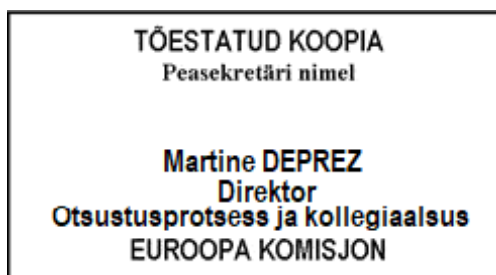 TÕESTATUD KOOPIA
Peasekretäri nimel
Martine DEPREZ
Direktor
Otsustusprotsess ja kollegiaalsus
EUROOPA KOMISJON